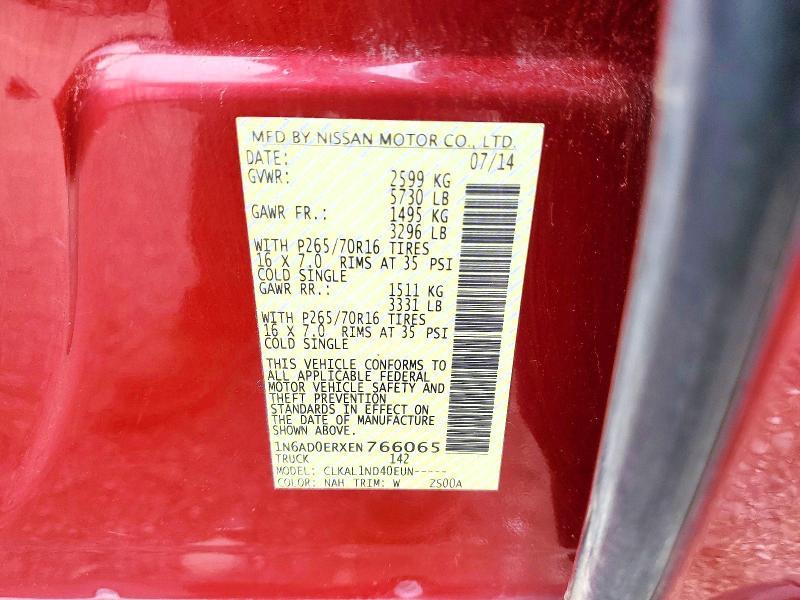 MFD BY NISSAN MOTOR CO., LTD.
DATE: 07/14
GVWR: 2599 KG
5730 LB
GAWR FR.: 1495 KG
3296 LB
WITH P265/70R16 TIRES
16 X 7.0 RIMS AT 35 PSI
COLD SINGLE
GAWR RR.: 1511 KG
3331 LB
WITH P265/70R16 TIRES
16 X 7.0 RIMS AT 35 PSI
COLD SINGLE
THIS VEHICLE CONFORMS TO
ALL APPLICABLE FEDERAL
MOTOR VEHICLE SAFETY AND
THEFT PREVENTION
STANDARDS IN EFFECT ON
THE DATE OF MANUFACTURE
SHOWN ABOVE.
1N6AD0ERXEN766065
TRUCK 142
MODEL: CLKAL1ND40EUN-----
COLOR: NAH TRIM: W 2S00A